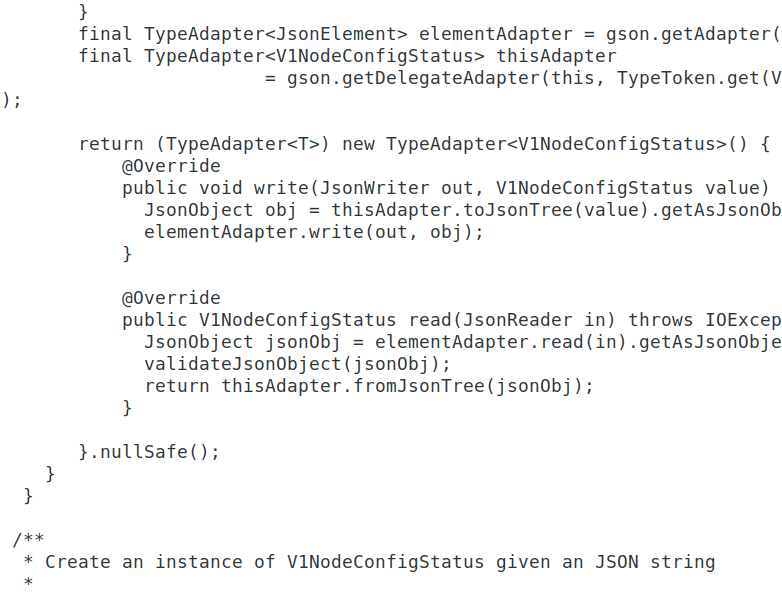 }
final TypeAdapter<JsonElement> elementAdapter = gson.getAdapter(
final TypeAdapter<V1NodeConfigStatus> thisAdapter
= gson.getDelegateAdapter(this, TypeToken.get(V
);
return (TypeAdapter<T>) new TypeAdapter<V1NodeConfigStatus>() {
@Override
public void write(JsonWriter out, V1NodeConfigStatus value)
JsonObject obj = thisAdapter.toJsonTree(value).getAsJsonOb
elementAdapter.write(out, obj);
}
@Override
public V1NodeConfigStatus read(JsonReader in) throws IOExcep
JsonObject jsonObj = elementAdapter.read(in).getAsJsonObje
validateJsonObject(jsonObj);
return thisAdapter.fromJsonTree(jsonObj);
}
}.nullSafe();
}
}
/**
* Create an instance of V1NodeConfigStatus given an JSON string
*